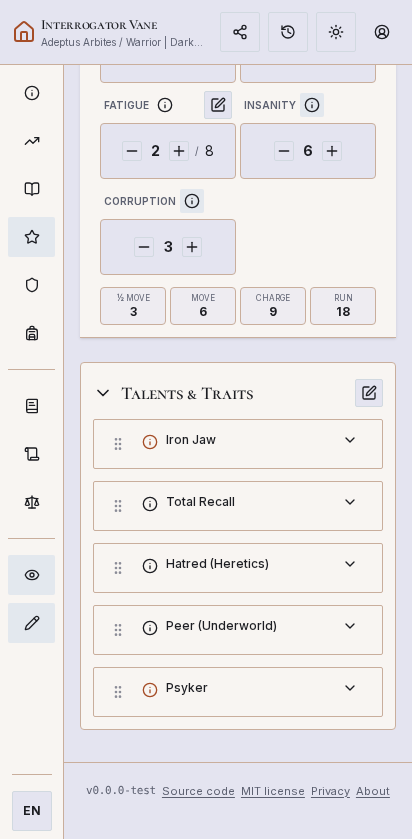 Interrogator Vane
Adeptus Arbites / Warrior | Dark...
FATIGUE INSANITY
2 / 8 6
CORRUPTION
3
½ MOVE MOVE CHARGE RUN
3 6 9 18
Talents & Traits
Iron Jaw
Total Recall
Hatred (Heretics)
Peer (Underworld)
Psyker
v0.0.0-test Source code MIT license Privacy About
EN